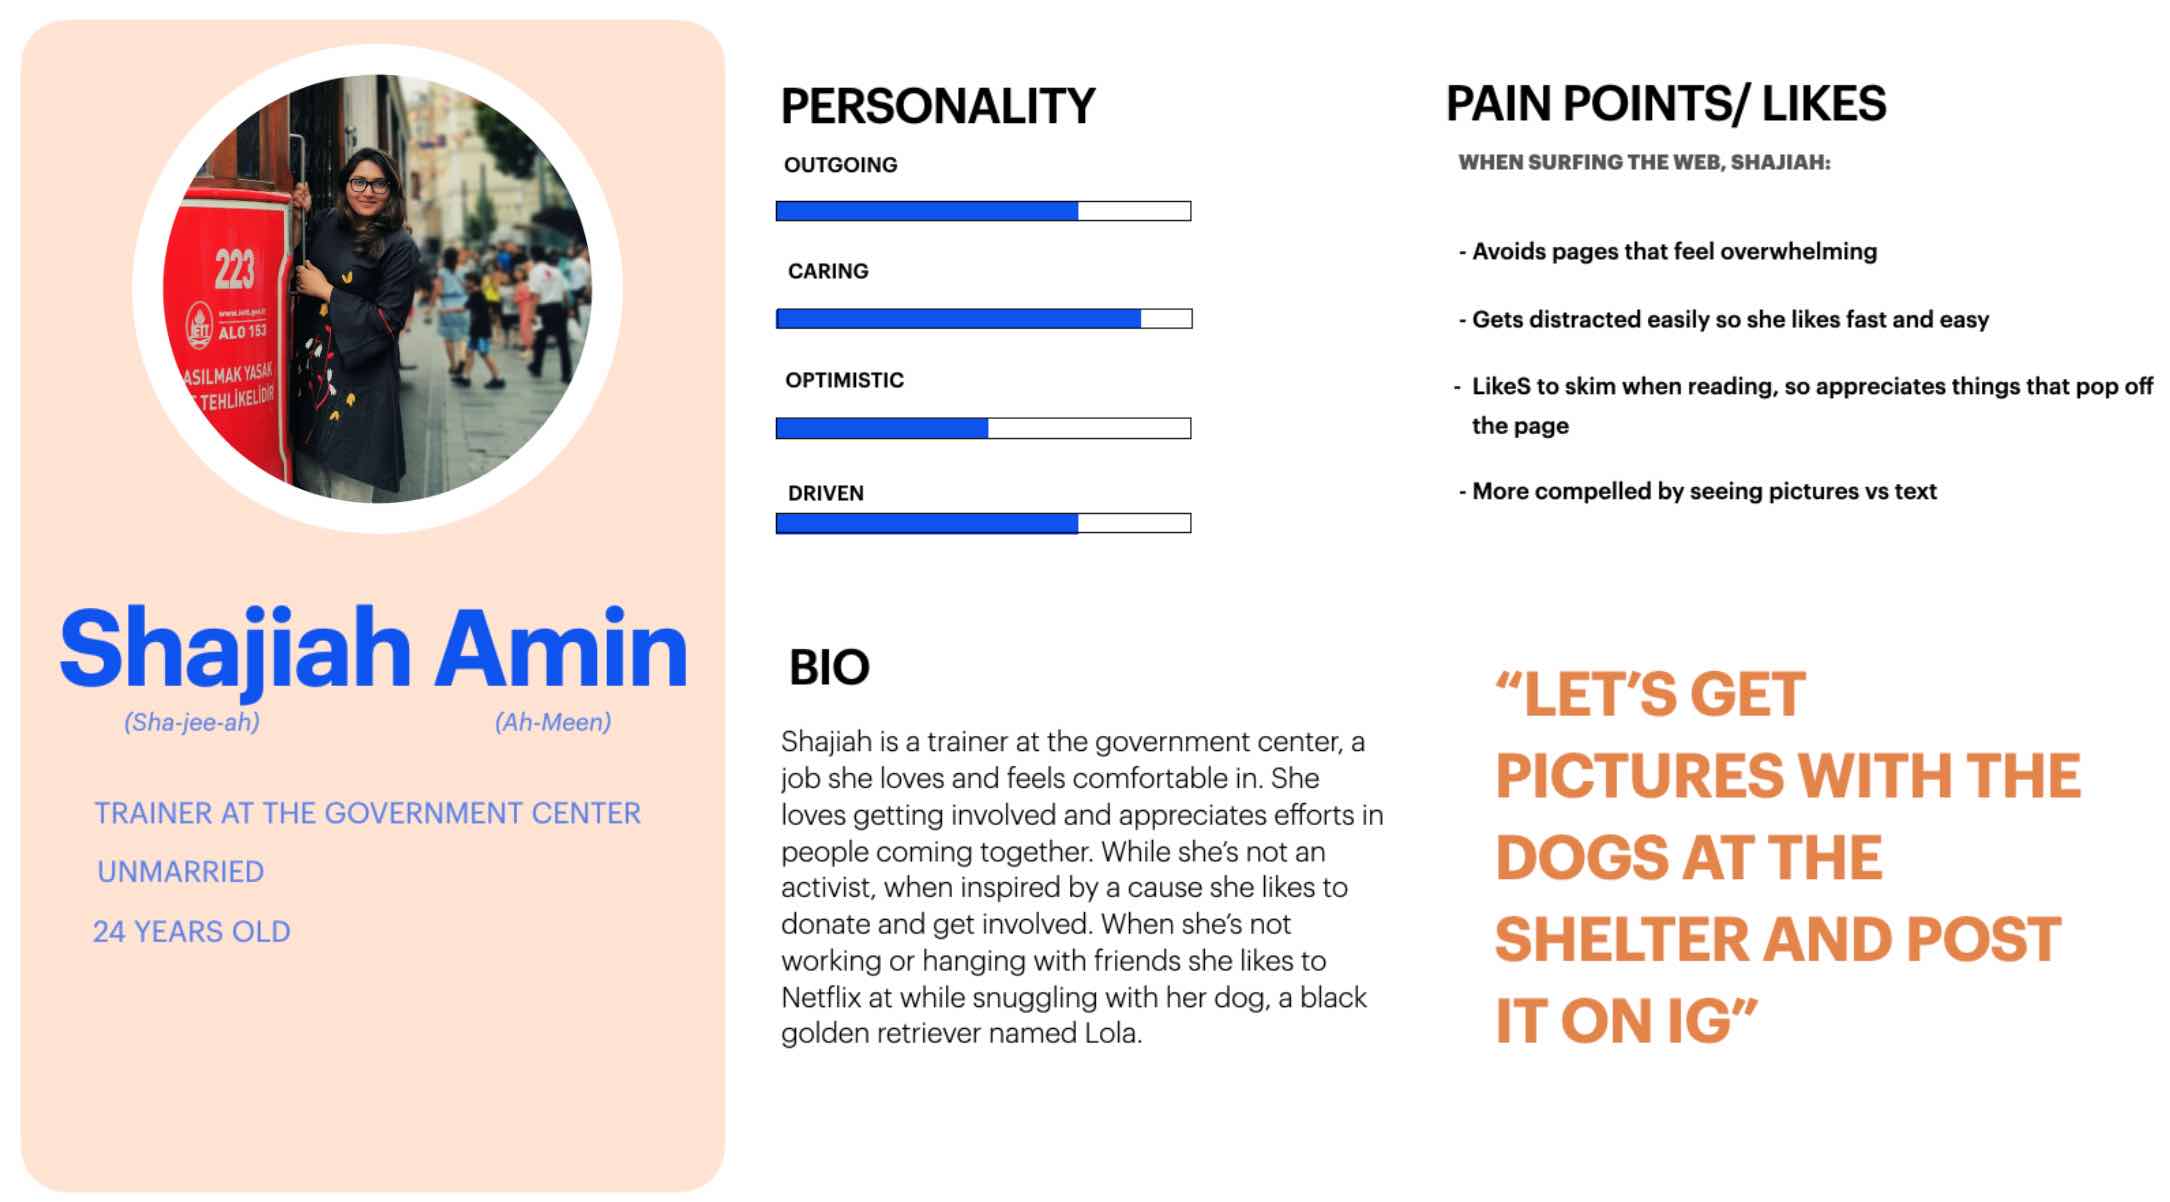 223
IETT
www.iett.gov.tr
ALO 153
ASILMAK YASAK
TEHLİKELİDİR
Shajiah Amin
(Sha-jee-ah) (Ah-Meen)
TRAINER AT THE GOVERNMENT CENTER
UNMARRIED
24 YEARS OLD
PERSONALITY
OUTGOING
CARING
OPTIMISTIC
DRIVEN
BIO
Shajiah is a trainer at the government center, a
job she loves and feels comfortable in. She
loves getting involved and appreciates efforts in
people coming together. While she’s not an
activist, when inspired by a cause she likes to
donate and get involved. When she’s not
working or hanging with friends she likes to
Netflix at while snuggling with her dog, a black
golden retriever named Lola.
PAIN POINTS/ LIKES
WHEN SURFING THE WEB, SHAJIAH:
- Avoids pages that feel overwhelming
- Gets distracted easily so she likes fast and easy
- LikeS to skim when reading, so appreciates things that pop off
the page
- More compelled by seeing pictures vs text
“LET’S GET
PICTURES WITH THE
DOGS AT THE
SHELTER AND POST
IT ON IG”